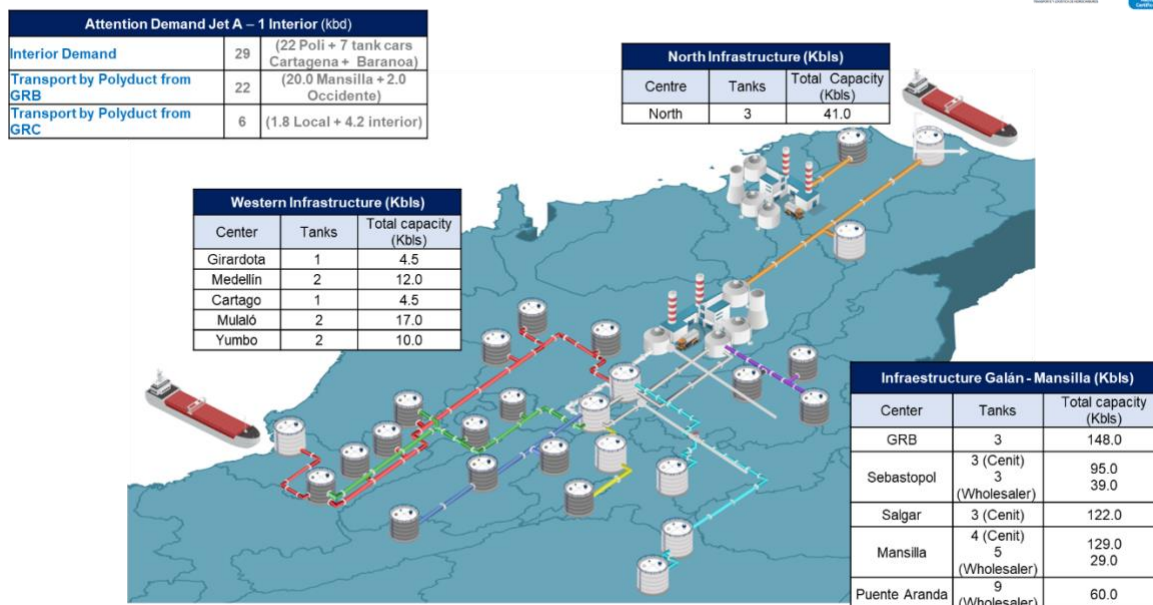 Attention Demand Jet A – 1 Interior (kbd)
Interior Demand 29 (22 Poli + 7 tank cars
Cartagena + Baranoa)
Transport by Polyduct from
GRB 22 (20.0 Mansilla + 2.0
Occidente)
Transport by Polyduct from
GRC 6 (1.8 Local + 4.2 interior)
North Infrastructure (Kbls)
Centre Tanks Total Capacity
(Kbls)
North 3 41.0
Western Infrastructure (Kbls)
Center Tanks Total capacity
(Kbls)
Girardota 1 4.5
Medellín 2 12.0
Cartago 1 4.5
Mulaló 2 17.0
Yumbo 2 10.0
Infraestructure Galán - Mansilla (Kbls)
Center Tanks Total capacity
(Kbls)
GRB 3 148.0
Sebastopol 3 (Cenit) 95.0
3 39.0
(Wholesaler)
Salgar 3 (Cenit) 122.0
Mansilla 4 (Cenit) 129.0
5 29.0
(Wholesaler)
Puente Aranda 9 60.0
(Wholesaler)